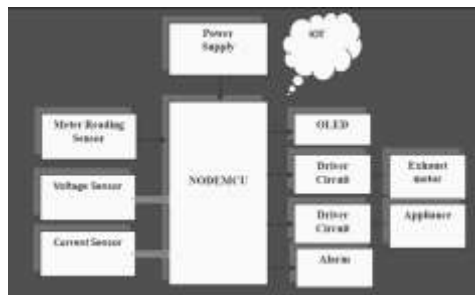 Power
Supply
IOT
Meter Reading
Sensor
Voltage Sensor
Current Sensor
NODEMCU
OLED
Driver
Circuit
Exhaust
motor
Driver
Circuit
Appliance
Alarm